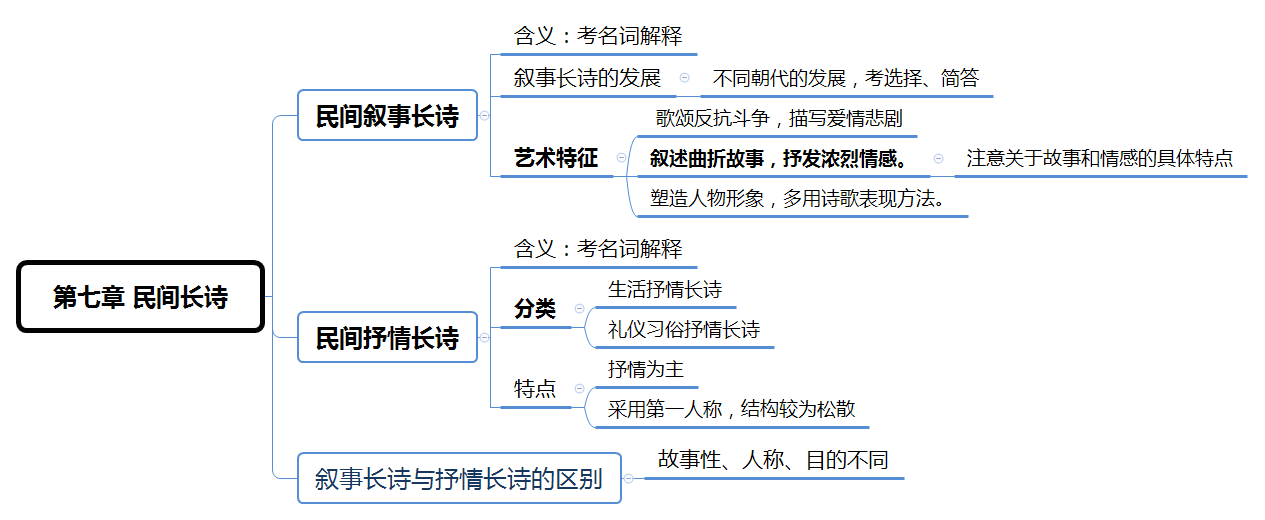 第七章 民间长诗
民间叙事长诗
含义：考名词解释
叙事长诗的发展
不同朝代的发展，考选择、简答
艺术特征
歌颂反抗斗争，描写爱情悲剧
叙述曲折故事，抒发浓烈情感。
注意关于故事和情感的具体特点
塑造人物形象，多用诗歌表现方法。
民间抒情长诗
含义：考名词解释
分类
生活抒情长诗
礼仪习俗抒情长诗
特点
抒情为主
采用第一人称，结构较为松散
叙事长诗与抒情长诗的区别
故事性、人称、目的不同